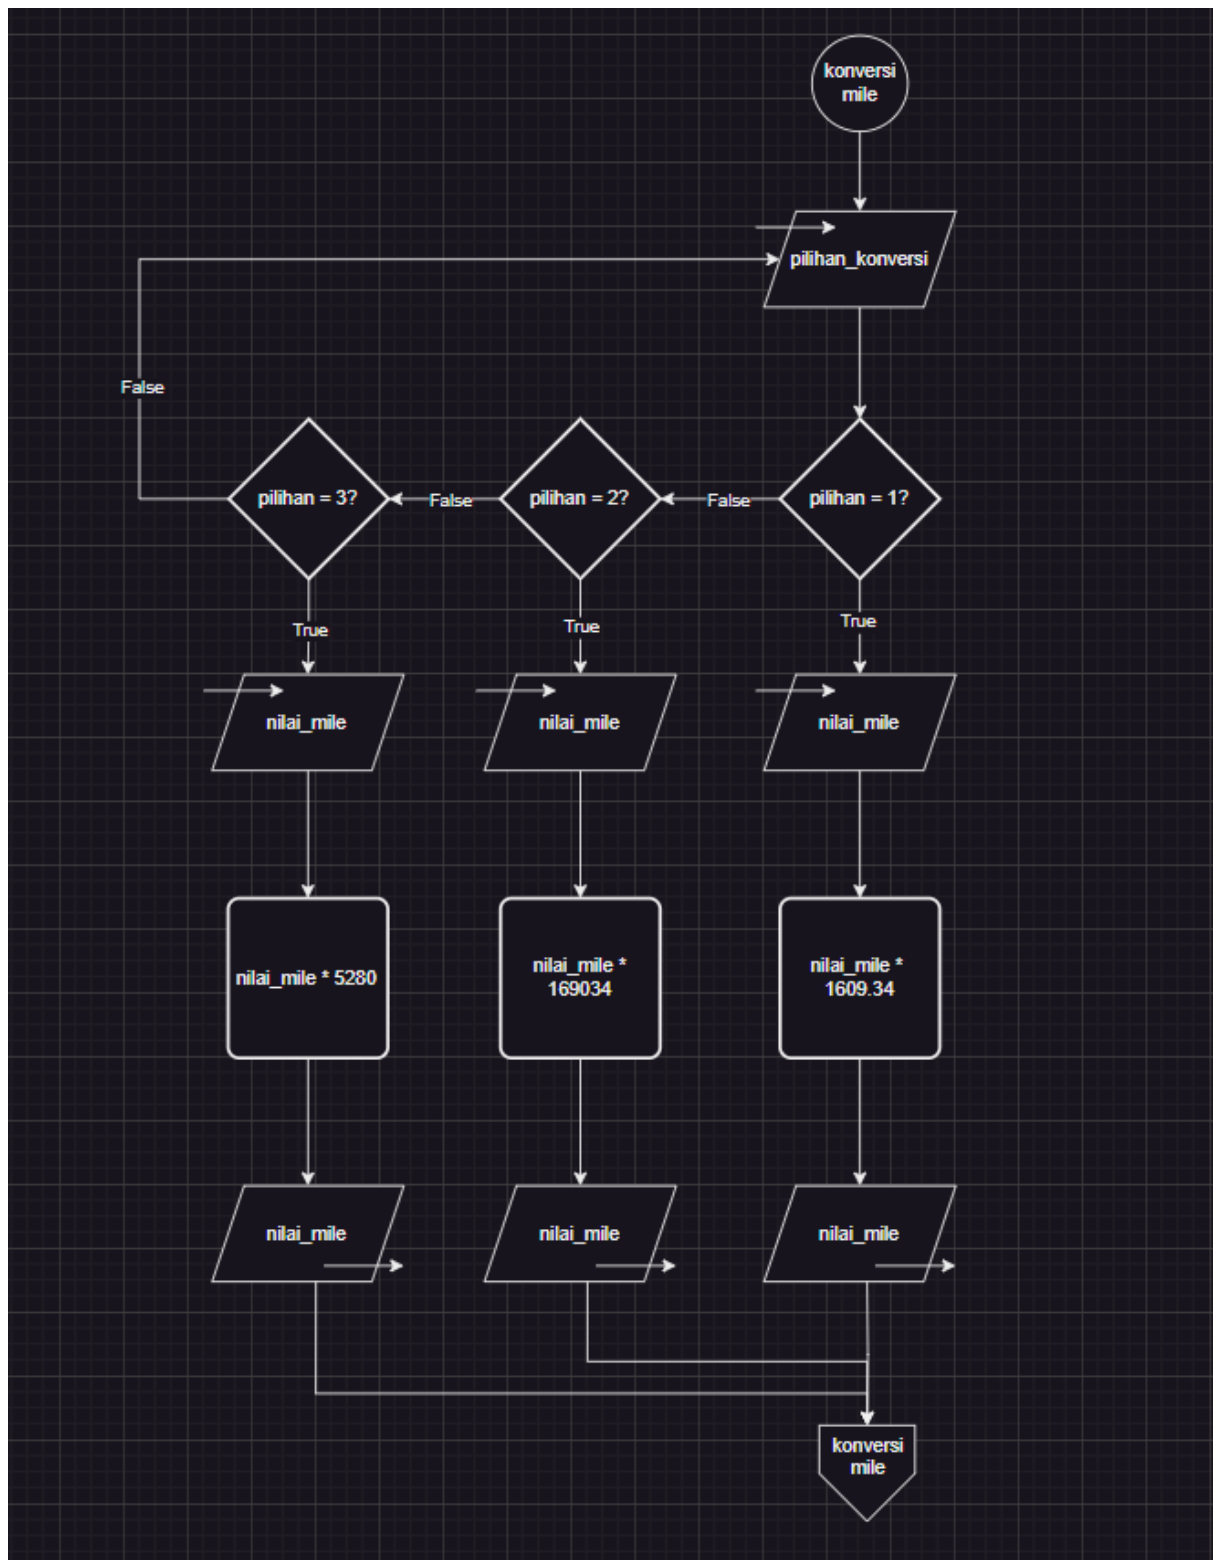 konversi
mile
pilihan_konversi
False
pilihan = 3?
False
pilihan = 2?
False
pilihan = 1?
True
True
True
nilai_mile
nilai_mile
nilai_mile
nilai_mile * 5280
nilai_mile *
169034
nilai_mile *
1609.34
nilai_mile
nilai_mile
nilai_mile
konversi
mile